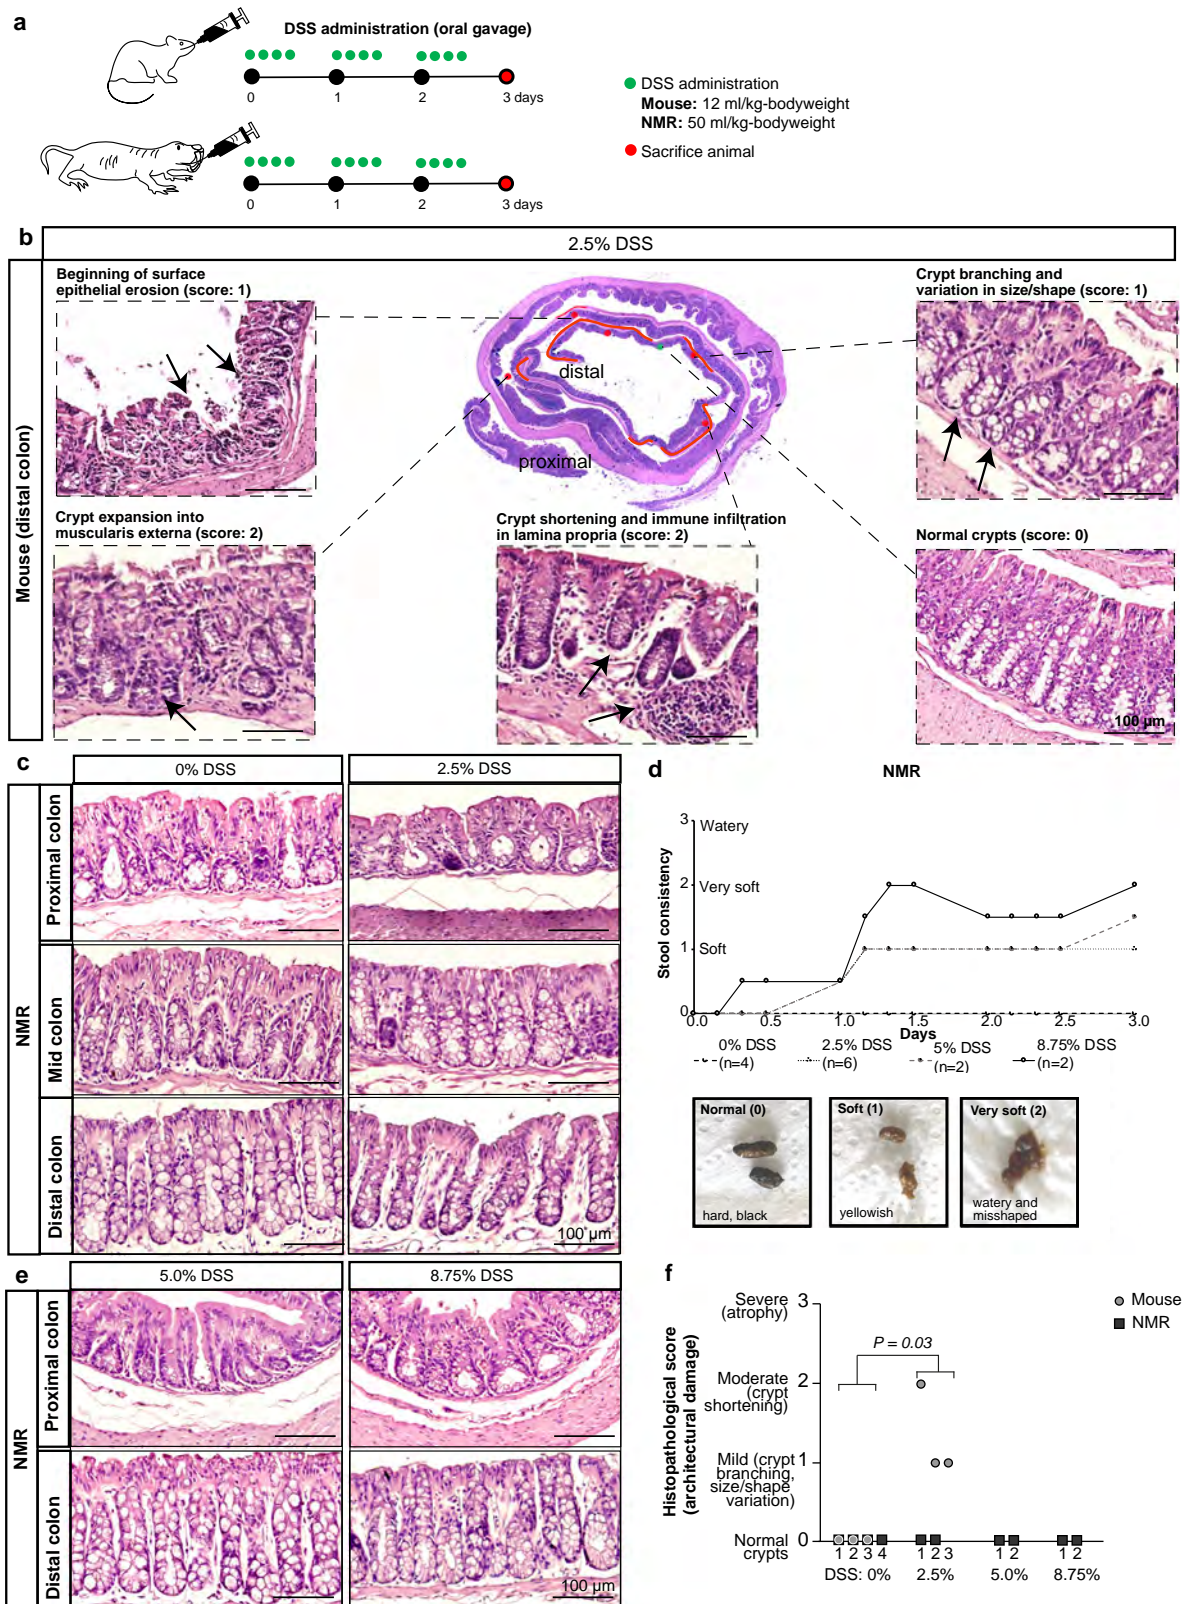 a
DSS administration (oral gavage)
0 1 2 3 days
0 1 2 3 days
DSS administration
Mouse: 12 ml/kg-bodyweight
NMR: 50 ml/kg-bodyweight
Sacrifice animal
b
2.5% DSS
Mouse (distal colon)
Beginning of surface
epithelial erosion (score: 1)
Crypt branching and
variation in size/shape (score: 1)
distal
proximal
Crypt expansion into
muscularis externa (score: 2)
Crypt shortening and immune infiltration
in lamina propria (score: 2)
Normal crypts (score: 0)
100 µm
c
0% DSS
2.5% DSS
NMR
Proximal colon
Mid colon
Distal colon
100 µm
d
NMR
Stool consistency
3
Watery
Very soft
2
Soft
1
0
0.0 0.5 1.0 1.5 2.0 2.5 3.0
Days
0% DSS
(n=4)
2.5% DSS
(n=6)
5% DSS
(n=2)
8.75% DSS
(n=2)
Normal (0)
hard, black
Soft (1)
yellowish
Very soft (2)
watery and
misshaped
e
5.0% DSS
8.75% DSS
NMR
Proximal colon
Distal colon
100 µm
f
Histopathological score
(architectural damage)
Severe
(atrophy)
3
Moderate
(crypt
shortening)
2
Mild (crypt
branching,
size/shape
variation)
1
Normal
crypts
0
P = 0.03
Mouse
NMR
1 2 3 4
1 2 3
1 2
1 2
DSS: 0% 2.5% 5.0% 8.75%